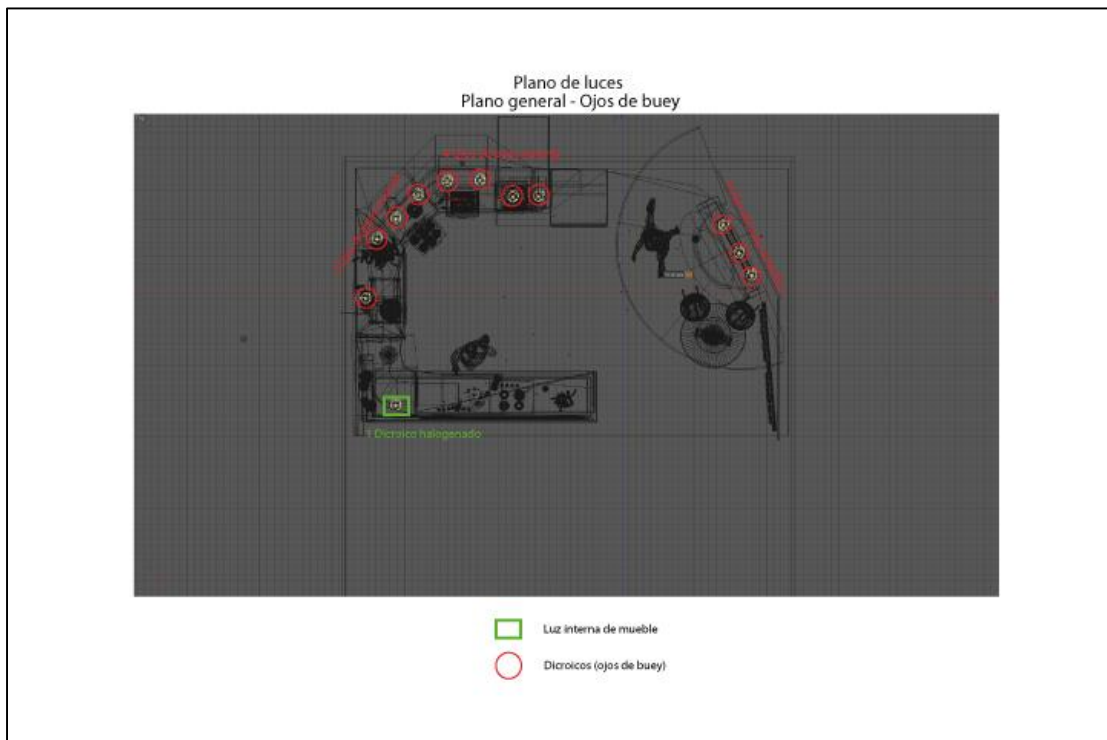 Plano de luces
Plano general - Ojos de buey
1 Dicroico halogenado
Luz interna de mueble
Dicroicos (ojos de buey)